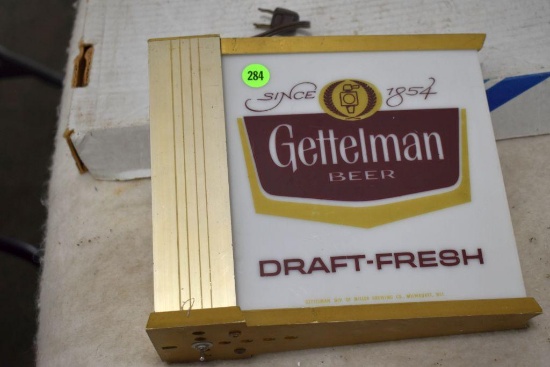 284
SINCE 1854
Gettelman
BEER
DRAFT-FRESH